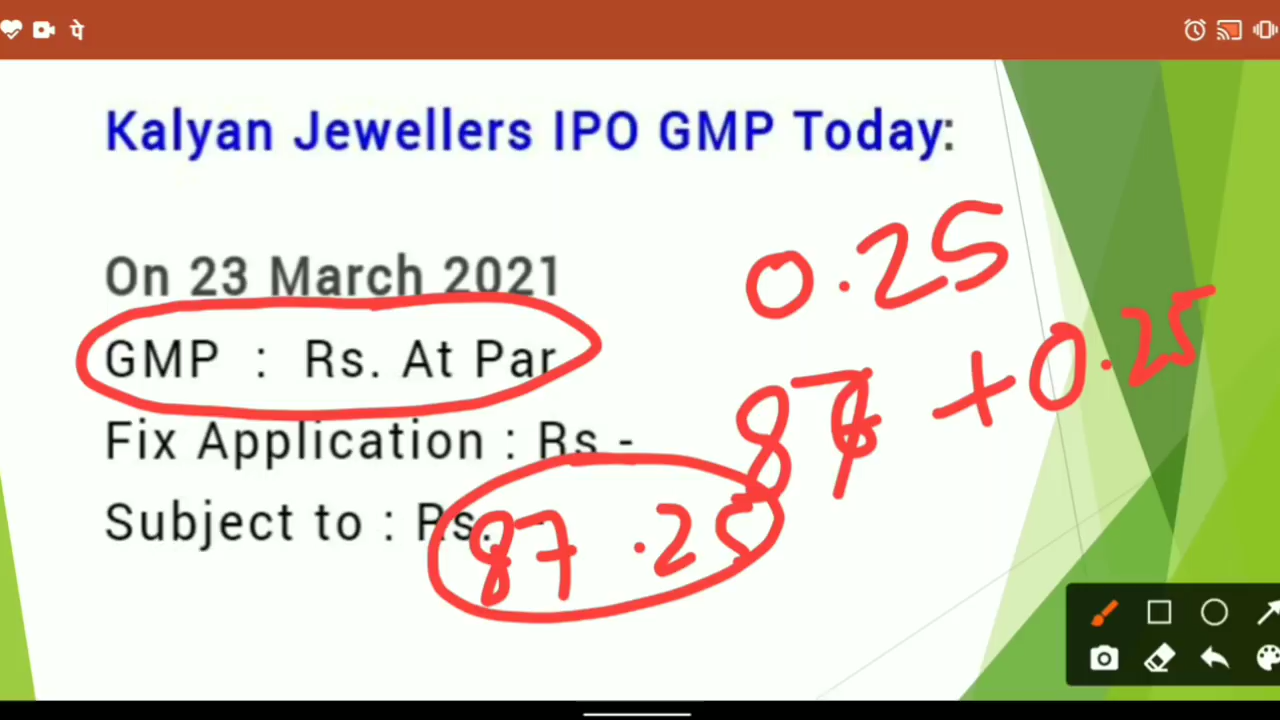 पे
Kalyan Jewellers IPO GMP Today:
On 23 March 2021
0.25
GMP : Rs. At Par
87 + 0.25
Fix Application : Rs -
Subject to : Rs. -
87.25